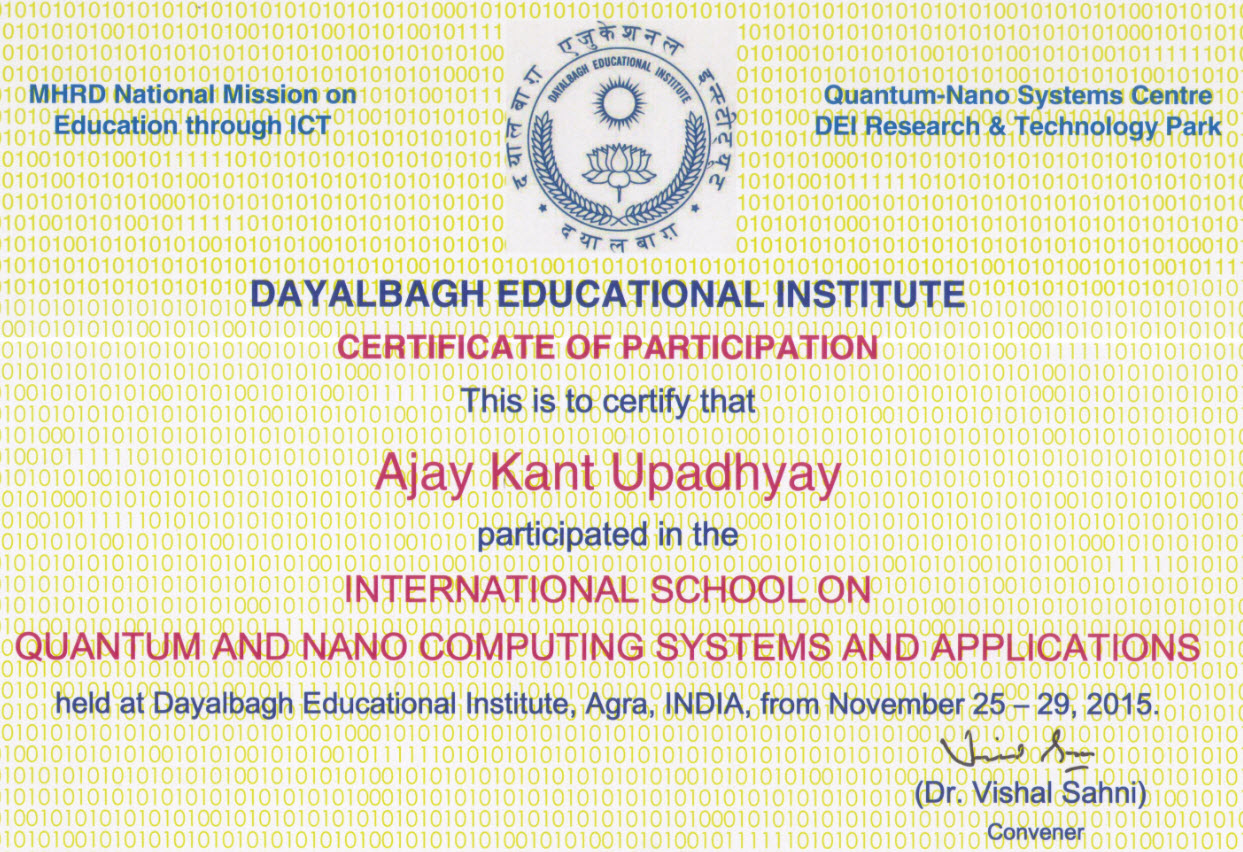 MHRD National Mission on
Education through ICT
दयालबाग़ एजुकेशनल इन्स्टीट्यूट
DAYALBAGH EDUCATIONAL INSTITUTE
दयालबाग़
Quantum-Nano Systems Centre
DEI Research & Technology Park
DAYALBAGH EDUCATIONAL INSTITUTE
CERTIFICATE OF PARTICIPATION
This is to certify that
Ajay Kant Upadhyay
participated in the
INTERNATIONAL SCHOOL ON
QUANTUM AND NANO COMPUTING SYSTEMS AND APPLICATIONS
held at Dayalbagh Educational Institute, Agra, INDIA, from November 25 – 29, 2015.
(Dr. Vishal Sahni)
Convener